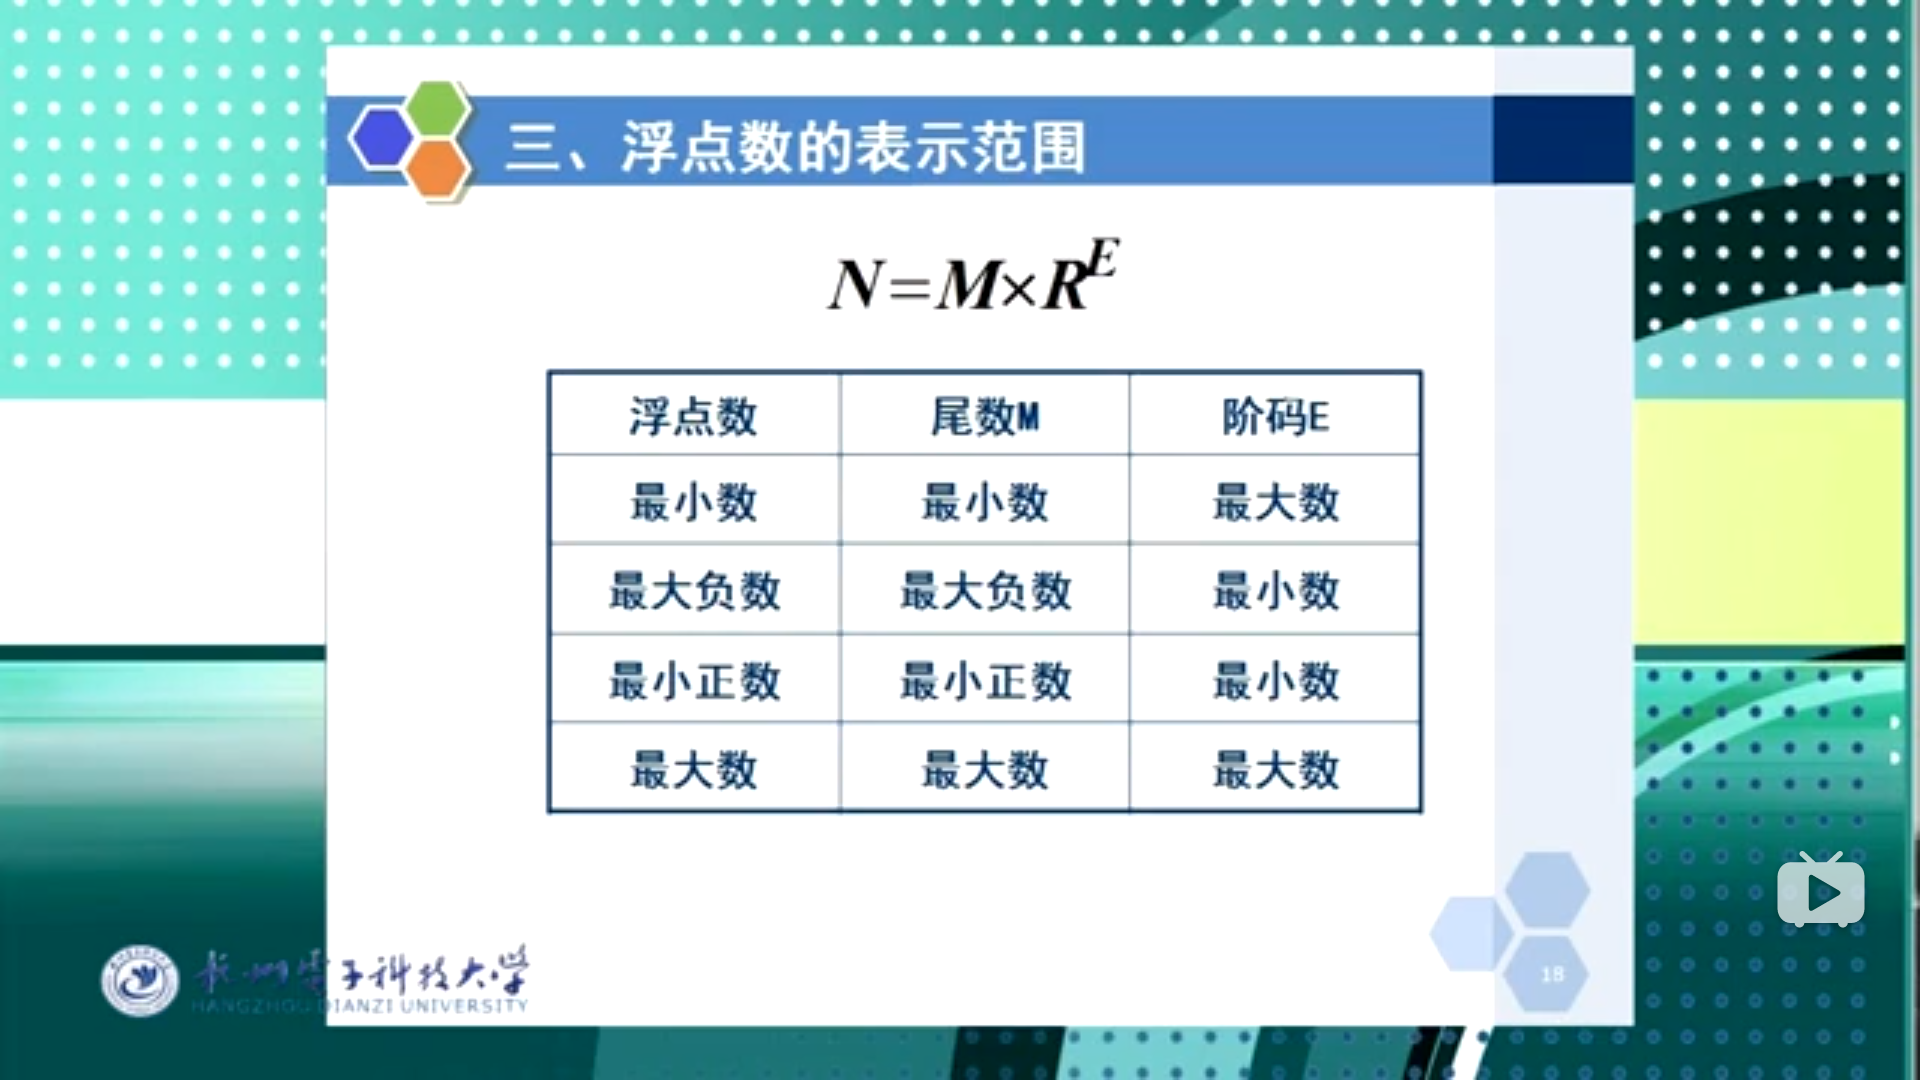 三、浮点数的表示范围
N=M×R^E
浮点数 尾数M 阶码E
最小数 最小数 最大数
最大负数 最大负数 最小数
最小正数 最小正数 最小数
最大数 最大数 最大数
18
杭州电子科技大学
HANGZHOU DIANZI UNIVERSITY